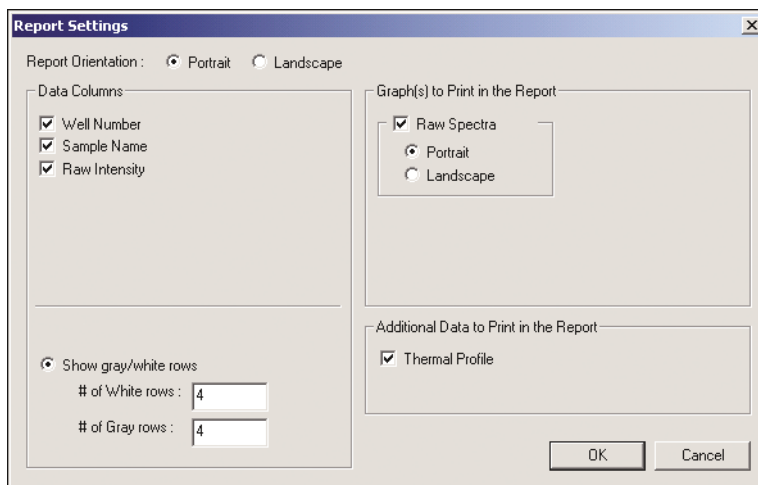 Report Settings
Report Orientation : Portrait Landscape
Data Columns
Well Number
Sample Name
Raw Intensity
Show gray/white rows
# of White rows : 4
# of Gray rows : 4
Graph(s) to Print in the Report
Raw Spectra
Portrait
Landscape
Additional Data to Print in the Report
Thermal Profile
OK Cancel